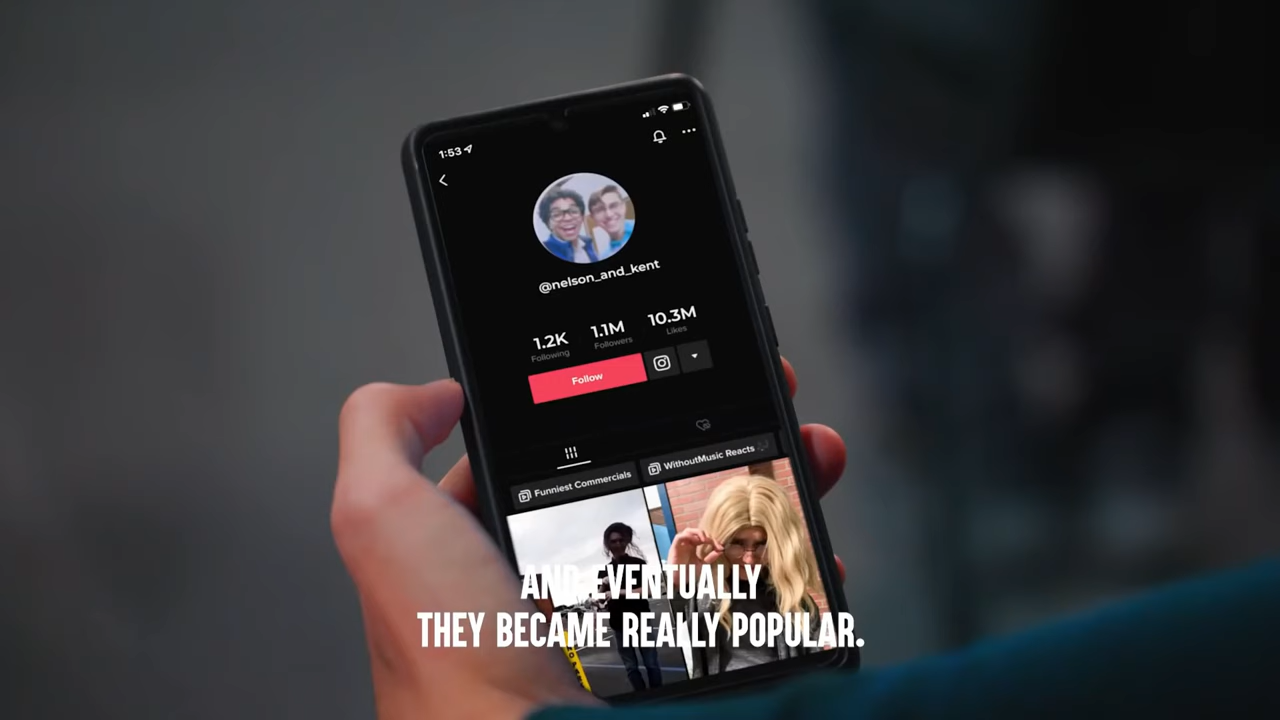 1:53
@nelson_and_kent
1.2K 1.1M 10.3M
Following Followers Likes
Follow
Funniest Commercials WithoutMusic Reacts
AND EVENTUALLY
THEY BECAME REALLY POPULAR.